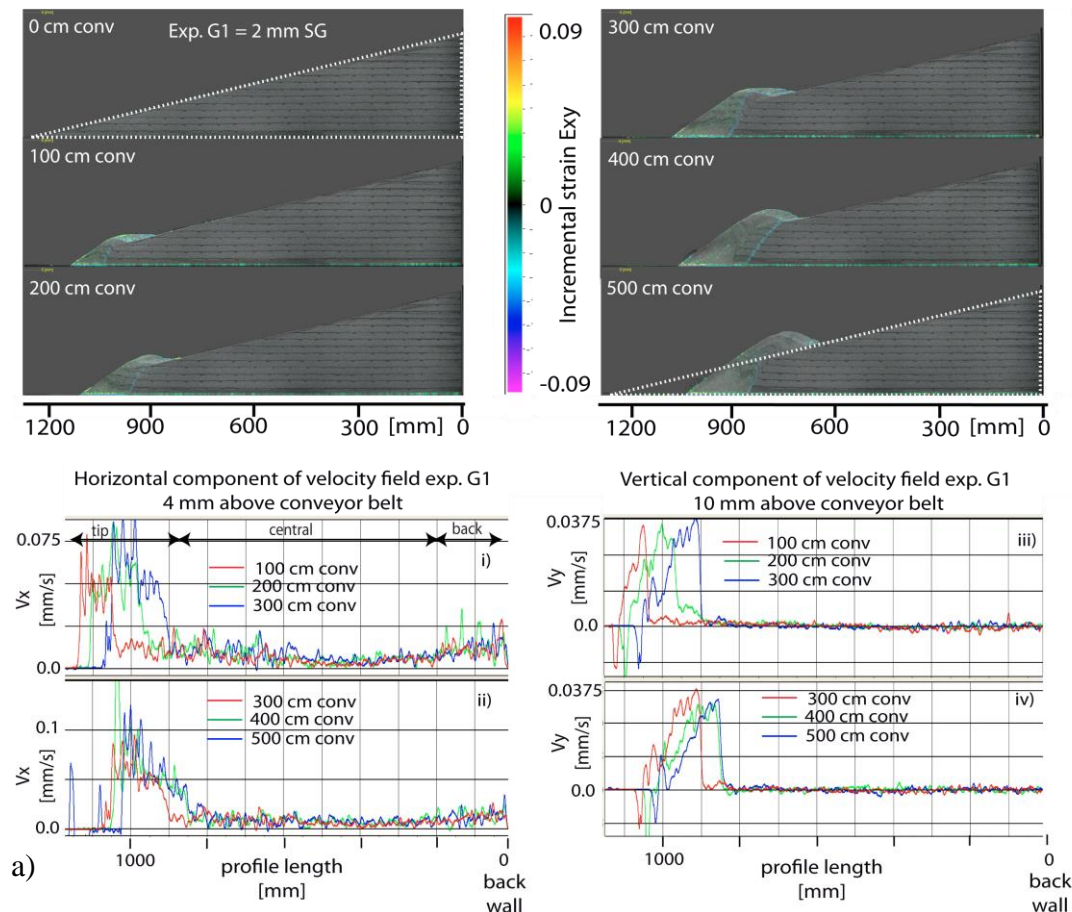 0 cm conv
Exp. G1 = 2 mm SG
100 cm conv
200 cm conv
1200 900 600 300 [mm] 0
0.09
0
-0.09
Incremental strain Exy
300 cm conv
400 cm conv
500 cm conv
1200 900 600 300 [mm] 0
Horizontal component of velocity field exp. G1
4 mm above conveyor belt
tip central back
0.075
i)
100 cm conv
200 cm conv
300 cm conv
Vx
[mm/s]
0.0
ii)
300 cm conv
400 cm conv
500 cm conv
0.1
Vx
[mm/s]
0.0
a)
1000
profile length
[mm]
0
back
wall
Vertical component of velocity field exp. G1
10 mm above conveyor belt
0.0375
iii)
100 cm conv
200 cm conv
300 cm conv
Vy
[mm/s]
0.0
0.0375
iv)
300 cm conv
400 cm conv
500 cm conv
Vy
[mm/s]
0.0
1000
profile length
[mm]
0
back
wall